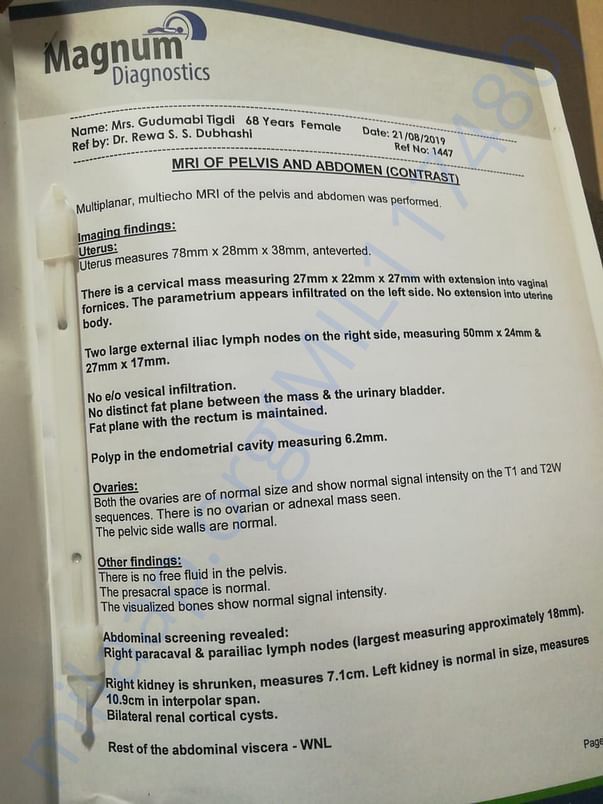 Magnum
Diagnostics
Name: Mrs. Gudumabi Tigdi 68 Years Female Date: 21/08/2019
Ref by: Dr. Rewa S. S. Dubhashi Ref No: 1447
MRI OF PELVIS AND ABDOMEN (CONTRAST)
Multiplanar, multiecho MRI of the pelvis and abdomen was performed.
Imaging findings:
Uterus:
Uterus measures 78mm x 28mm x 38mm, anteverted.
There is a cervical mass measuring 27mm x 22mm x 27mm with extension into vaginal
fornices. The parametrium appears infiltrated on the left side. No extension into uterine
body.
Two large external iliac lymph nodes on the right side, measuring 50mm x 24mm &
27mm x 17mm.
No e/o vesical infiltration.
No distinct fat plane between the mass & the urinary bladder.
Fat plane with the rectum is maintained.
Polyp in the endometrial cavity measuring 6.2mm.
Ovaries:
Both the ovaries are of normal size and show normal signal intensity on the T1 and T2W
sequences. There is no ovarian or adnexal mass seen.
The pelvic side walls are normal.
Other findings:
There is no free fluid in the pelvis.
The presacral space is normal.
The visualized bones show normal signal intensity.
Abdominal screening revealed:
Right paracaval & parailiac lymph nodes (largest measuring approximately 18mm).
Right kidney is shrunken, measures 7.1cm. Left kidney is normal in size, measures
10.9cm in interpolar span.
Bilateral renal cortical cysts.
Rest of the abdominal viscera - WNL
Page